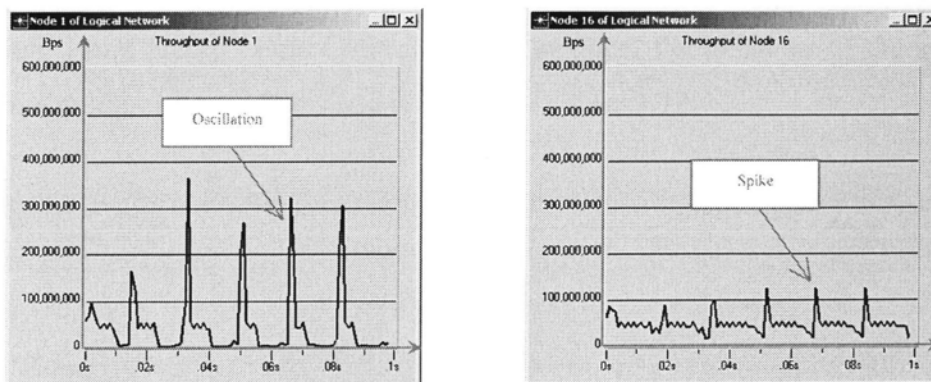 Node 1 of Logical Network
Bps
Throughput of Node 1
600,000,000
500,000,000
400,000,000
300,000,000
200,000,000
100,000,000
Oscillation
0s
.02s
.04s
.06s
.08s
.1s
Node 16 of Logical Network
Bps
Throughput of Node 16
600,000,000
500,000,000
400,000,000
300,000,000
200,000,000
100,000,000
Spike
0s
.02s
.04s
.06s
.08s
.1s